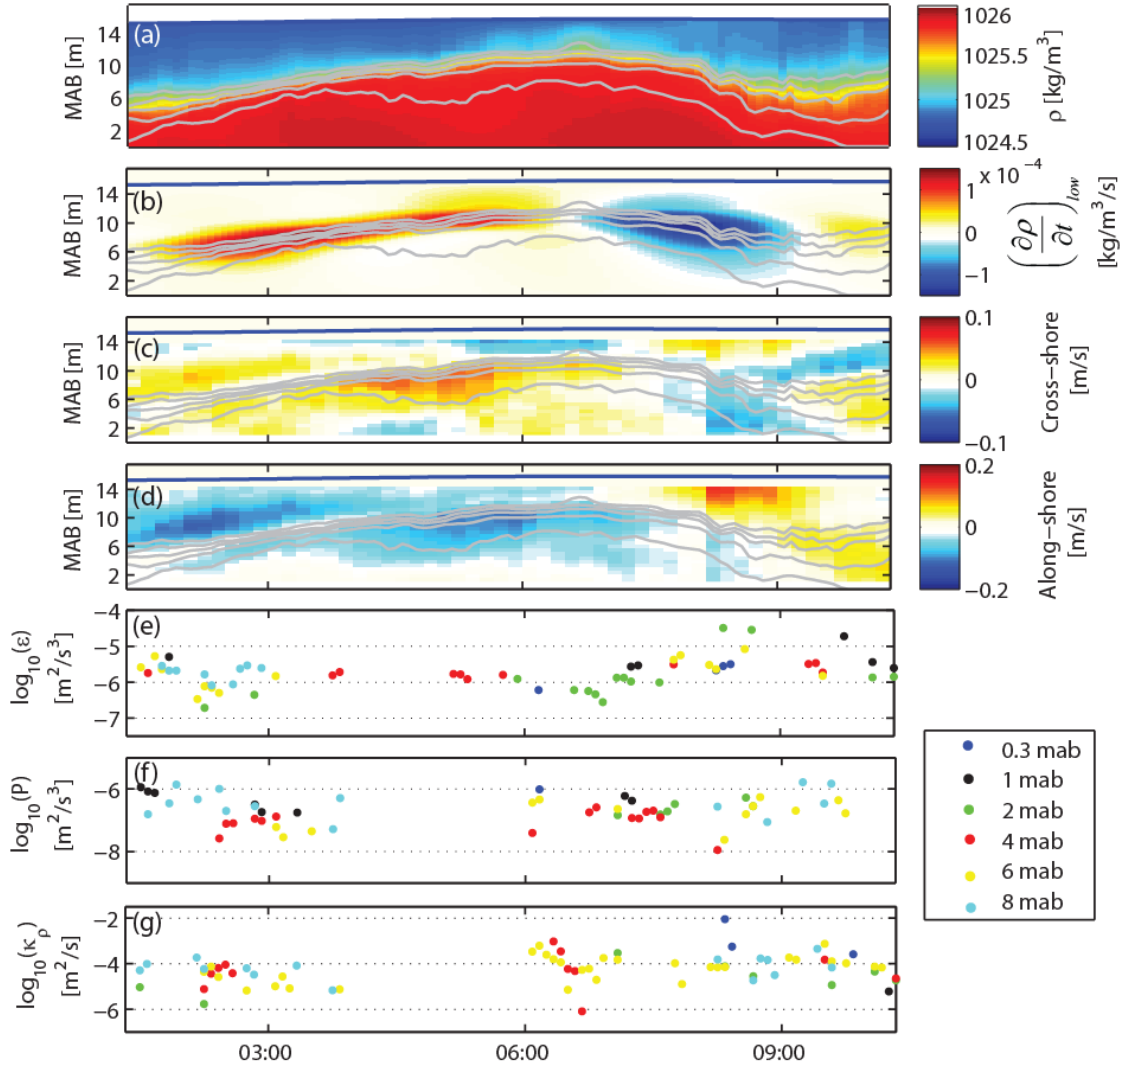 (a)
MAB [m]
14
10
6
2
1026
1025.5
1025
1024.5
ρ [kg/m³]
(b)
MAB [m]
14
10
6
2
1 x 10⁻⁴
0
−1
(∂ρ/∂t)low
[kg/m³/s]
(c)
MAB [m]
14
10
6
2
0.1
0
−0.1
Cross−shore
[m/s]
(d)
MAB [m]
14
10
6
2
0.2
0
−0.2
Along−shore
[m/s]
(e)
log₁₀(ε)
[m²/s³]
−4
−5
−6
−7
(f)
log₁₀(P)
[m²/s³]
−6
−8
(g)
log₁₀(κρ)
[m²/s]
−2
−4
−6
03:00 06:00 09:00
0.3 mab
1 mab
2 mab
4 mab
6 mab
8 mab